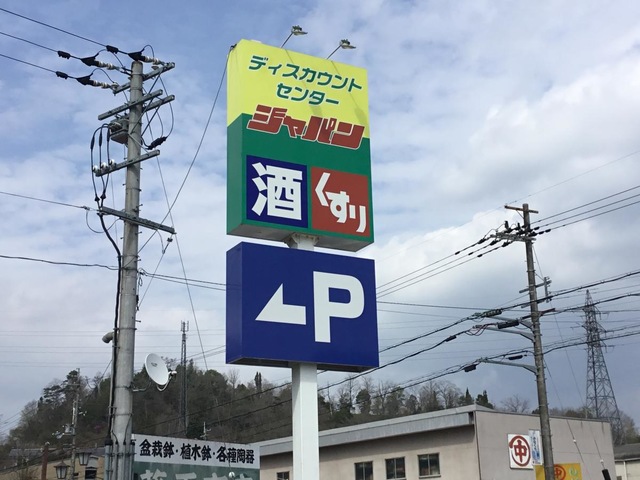 ディスカウント
センター
ジャパン
酒
くすり
P
盆栽鉢・植木鉢・各種陶器
中